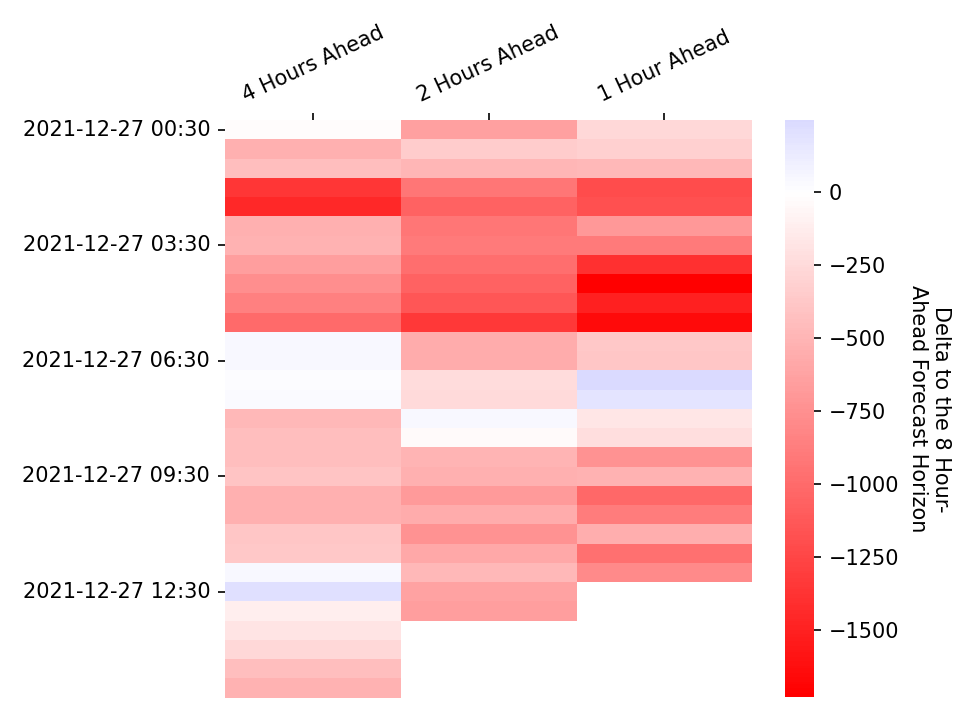 4 Hours Ahead
2 Hours Ahead
1 Hour Ahead
2021-12-27 00:30
2021-12-27 03:30
2021-12-27 06:30
2021-12-27 09:30
2021-12-27 12:30
0
−250
−500
−750
−1000
−1250
−1500
Delta to the 8 Hour-
Ahead Forecast Horizon